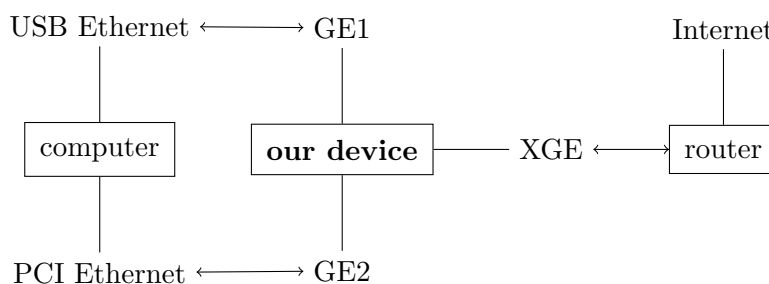 USB Ethernet
GE1
Internet
computer
our device
XGE
router
PCI Ethernet
GE2